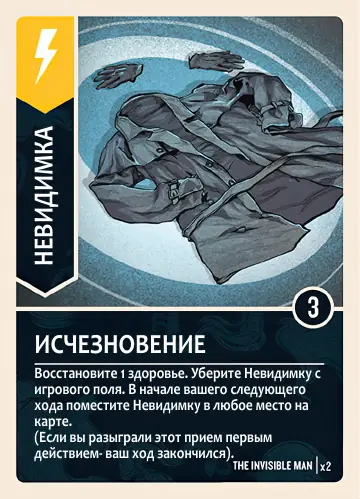 НЕВИДИМКА
3
ИСЧЕЗНОВЕНИЕ
Восстановите 1 здоровье. Уберите Невидимку с
игрового поля. В начале вашего следующего
хода поместите Невидимку в любое место на
карте.
(Если вы разыграли этот прием первым
действием- ваш ход закончился).
THE INVISIBLE MAN | x2